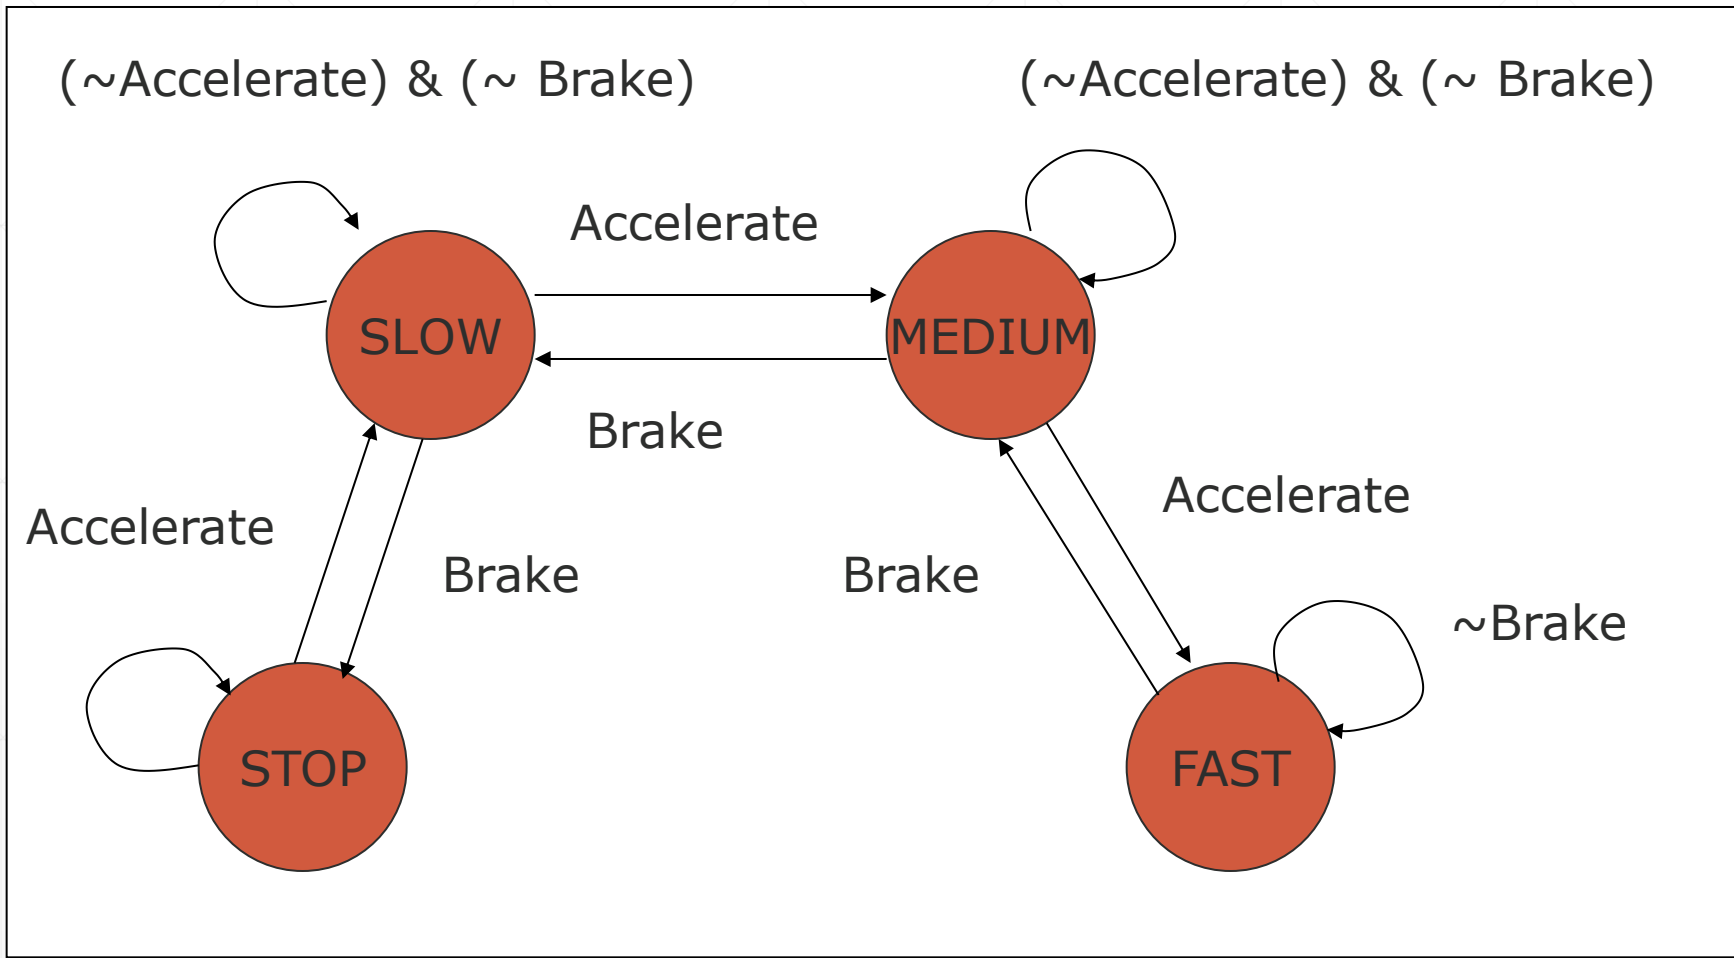 (~Accelerate) & (~ Brake)
(~Accelerate) & (~ Brake)
Accelerate
SLOW
MEDIUM
Brake
Accelerate
Accelerate
Brake
Brake
~Brake
STOP
FAST